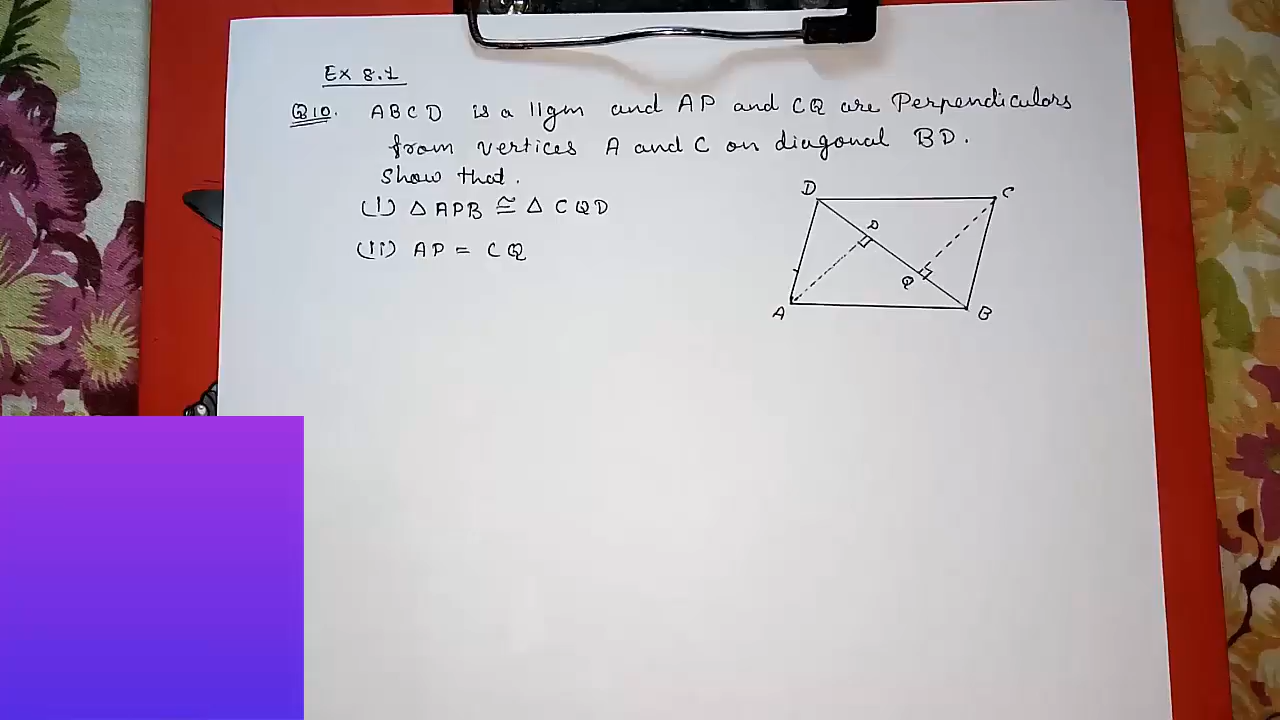 Ex 8.1
Q10. ABCD is a 11gm and AP and CQ are Perpendiculars
from vertices A and C on diagonal BD.
Show that.
(i) △ APB ≅ △ CQD
(ii) AP = CQ
D
C
P
Q
A
B